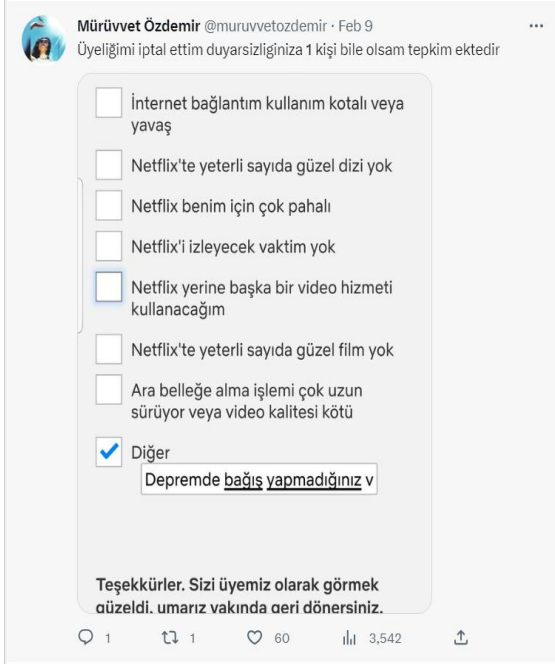 Mürüvvet Özdemir @muruvvetozdemir · Feb 9
Üyeliğimi iptal ettim duyarsizliginiza 1 kişi bile olsam tepkim ektedir
İnternet bağlantım kullanım kotalı veya
yavaş
Netflix'te yeterli sayıda güzel dizi yok
Netflix benim için çok pahalı
Netflix'i izleyecek vaktim yok
Netflix yerine başka bir video hizmeti
kullanacağım
Netflix'te yeterli sayıda güzel film yok
Ara belleğe alma işlemi çok uzun
sürüyor veya video kalitesi kötü
Diğer
Depremde bağış yapmadığınız v
Teşekkürler. Sizi üyemiz olarak görmek
güzeldi, umarız yakında geri dönersiniz.
1 1 60 3,542